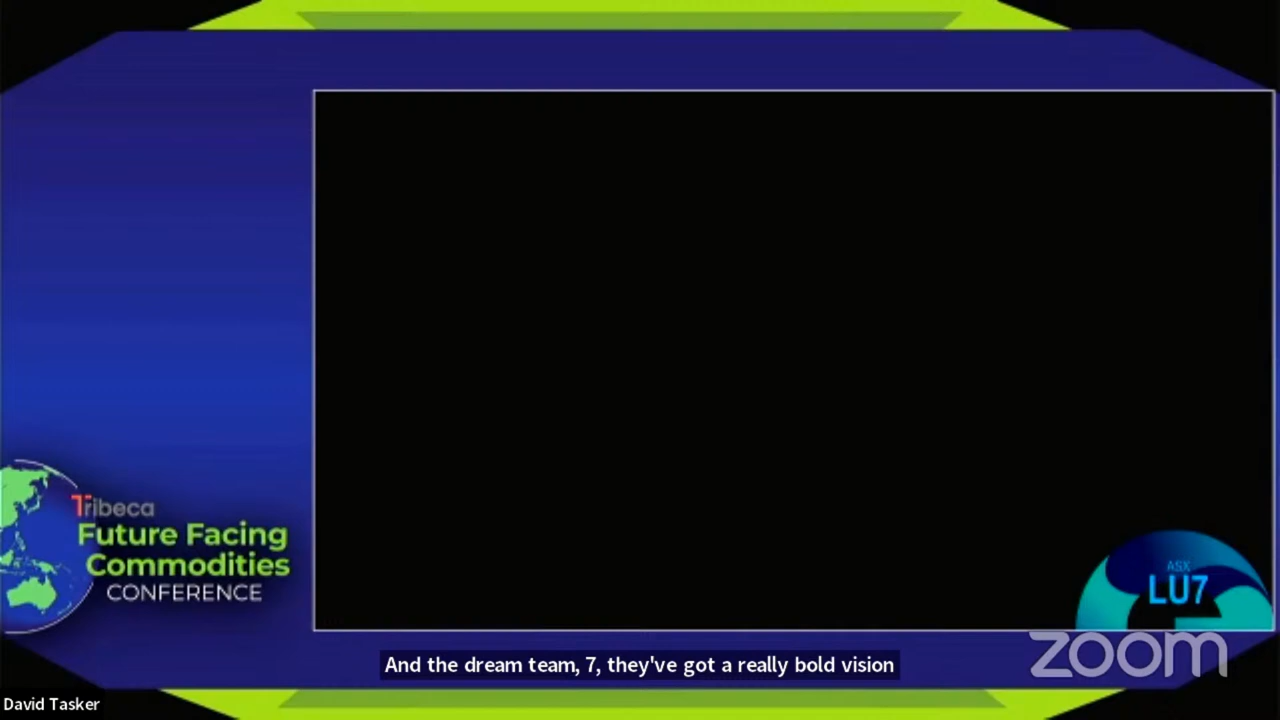 Tribeca
Future Facing
Commodities
CONFERENCE
ASX
LU7
And the dream team, 7, they've got a really bold vision
zoom
David Tasker